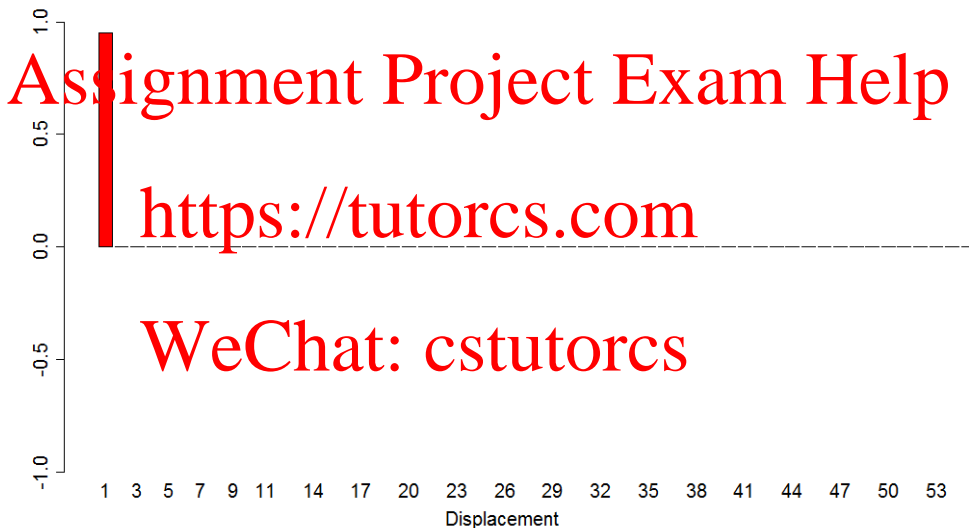 1.0
Assignment Project Exam Help
0.5
https://tutorcs.com
0.0
WeChat: cstutorcs
-0.5
-1.0
1 3 5 7 9 11 14 17 20 23 26 29 32 35 38 41 44 47 50 53
Displacement